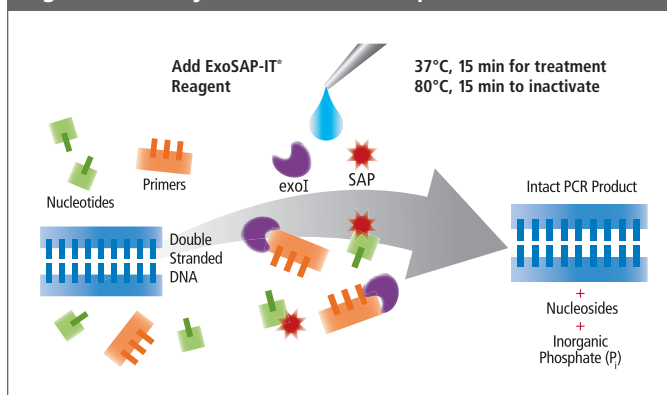 Add ExoSAP-IT®
Reagent
37°C, 15 min for treatment
80°C, 15 min to inactivate
Nucleotides
Primers
exoI
SAP
Double
Stranded
DNA
Intact PCR Product
+
Nucleosides
+
Inorganic
Phosphate (Pi)